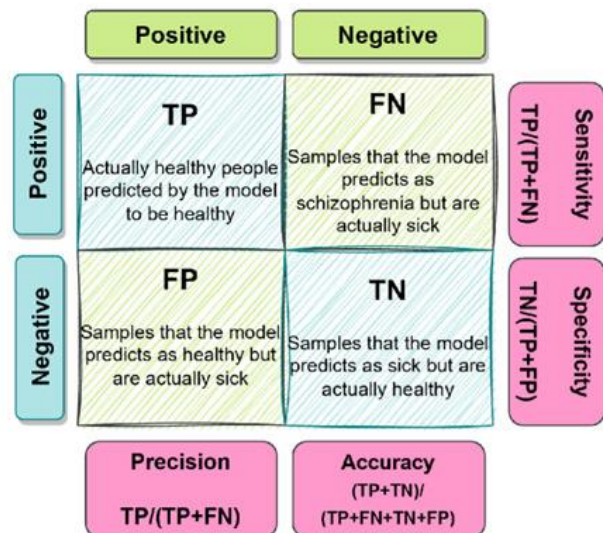 Positive
Negative
Positive
TP
Actually healthy people
predicted by the model
to be healthy
FN
Samples that the model
predicts as
schizophrenia but are
actually sick
Sensitivity
TP/(TP+FN)
Negative
FP
Samples that the model
predicts as healthy but
are actually sick
TN
Samples that the model
predicts as sick but are
actually healthy
Specificity
TN/(TP+FP)
Precision
TP/(TP+FN)
Accuracy
(TP+TN)/
(TP+FN+TN+FP)